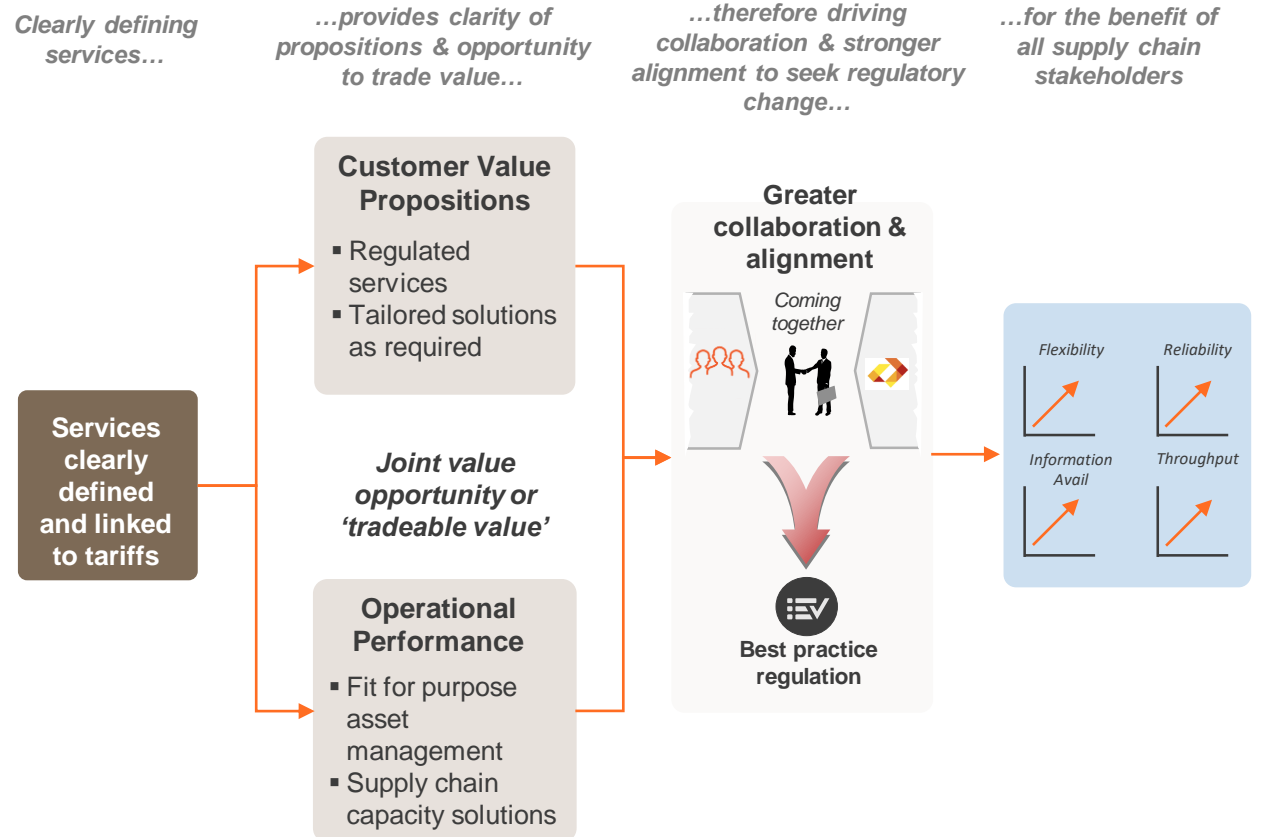 Clearly defining
services…
…provides clarity of
propositions & opportunity
to trade value…
…therefore driving
collaboration & stronger
alignment to seek regulatory
change…
…for the benefit of
all supply chain
stakeholders
Services
clearly
defined
and linked
to tariffs
Customer Value
Propositions
▪ Regulated
services
▪ Tailored solutions
as required
Joint value
opportunity or
‘tradeable value’
Operational
Performance
▪ Fit for purpose
asset
management
▪ Supply chain
capacity solutions
Greater
collaboration &
alignment
Coming
together
Best practice
regulation
Flexibility
Reliability
Information
Avail
Throughput